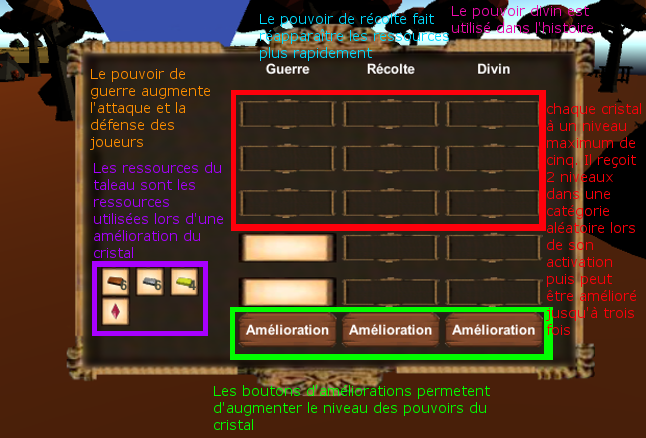 Le pouvoir de récolte fait
réapparaître les ressources
plus rapidement
Le pouvoir divin est
utilisé dans l'histoire
Guerre
Récolte
Divin
Le pouvoir de
guerre augmente
l'attaque et la
défense des
joueurs
Les ressources du
taleau sont les
ressources
utilisées lors d'une
amélioration du
cristal
chaque cristal
à un niveau
maximum de
cinq. Il reçoit
2 niveaux
dans une
catégorie
aléatoire lors
de son
activation
puis peut
être amélioré
jusqu'à trois
fois
Amélioration
Amélioration
Amélioration
Les boutons d'améliorations permetent
d'augmenter le niveau des pouvoirs du
cristal